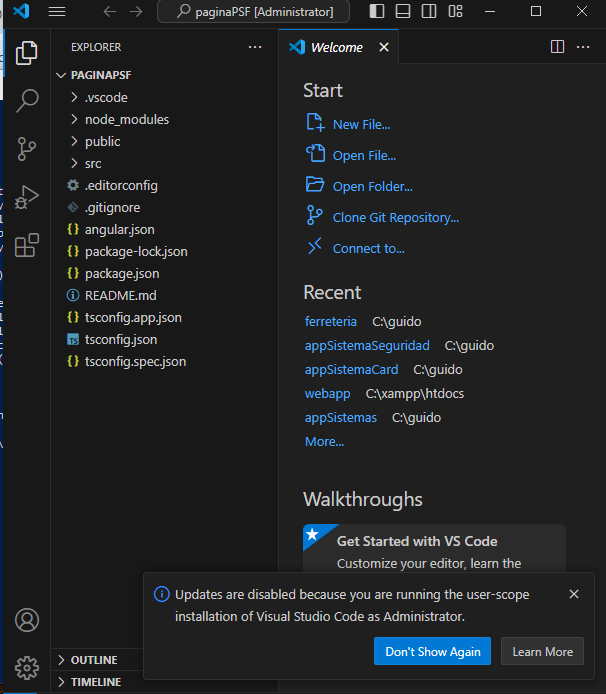 paginaPSF [Administrator]
EXPLORER
Welcome
PAGINAPSF
.vscode
node_modules
public
src
.editorconfig
.gitignore
angular.json
package-lock.json
package.json
README.md
tsconfig.app.json
tsconfig.json
tsconfig.spec.json
OUTLINE
TIMELINE
Start
New File...
Open File...
Open Folder...
Clone Git Repository...
Connect to...
Recent
ferreteria C:\guido
appSistemaSeguridad C:\guido
appSistemaCard C:\guido
webapp C:\xampp\htdocs
appSistemas C:\guido
More...
Walkthroughs
Get Started with VS Code
Customize your editor, learn the
Updates are disabled because you are running the user-scope
installation of Visual Studio Code as Administrator.
Don't Show Again Learn More